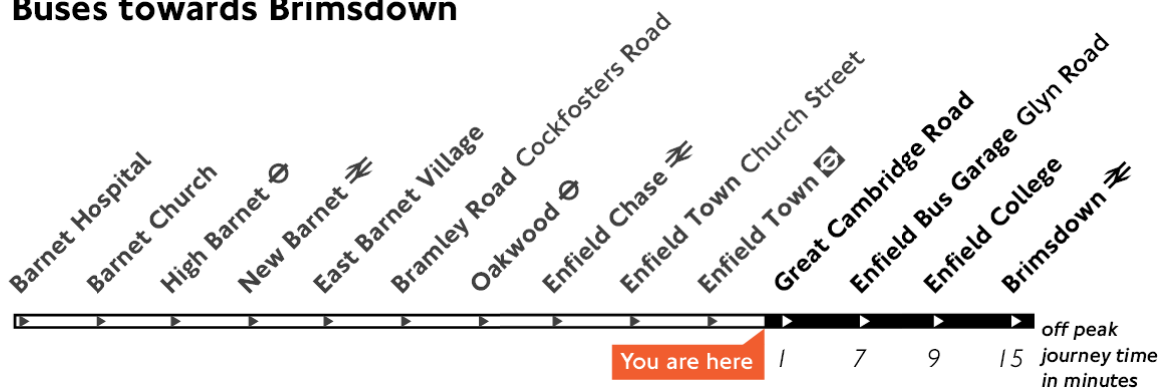 Buses towards Brimsdown
Barnet Hospital
Barnet Church
High Barnet
New Barnet
East Barnet Village
Bramley Road Cockfosters Road
Oakwood
Enfield Chase
Enfield Town Church Street
Enfield Town
Great Cambridge Road
Enfield Bus Garage Glyn Road
Enfield College
Brimsdown
You are here
1 7 9 15
off peak
journey time
in minutes